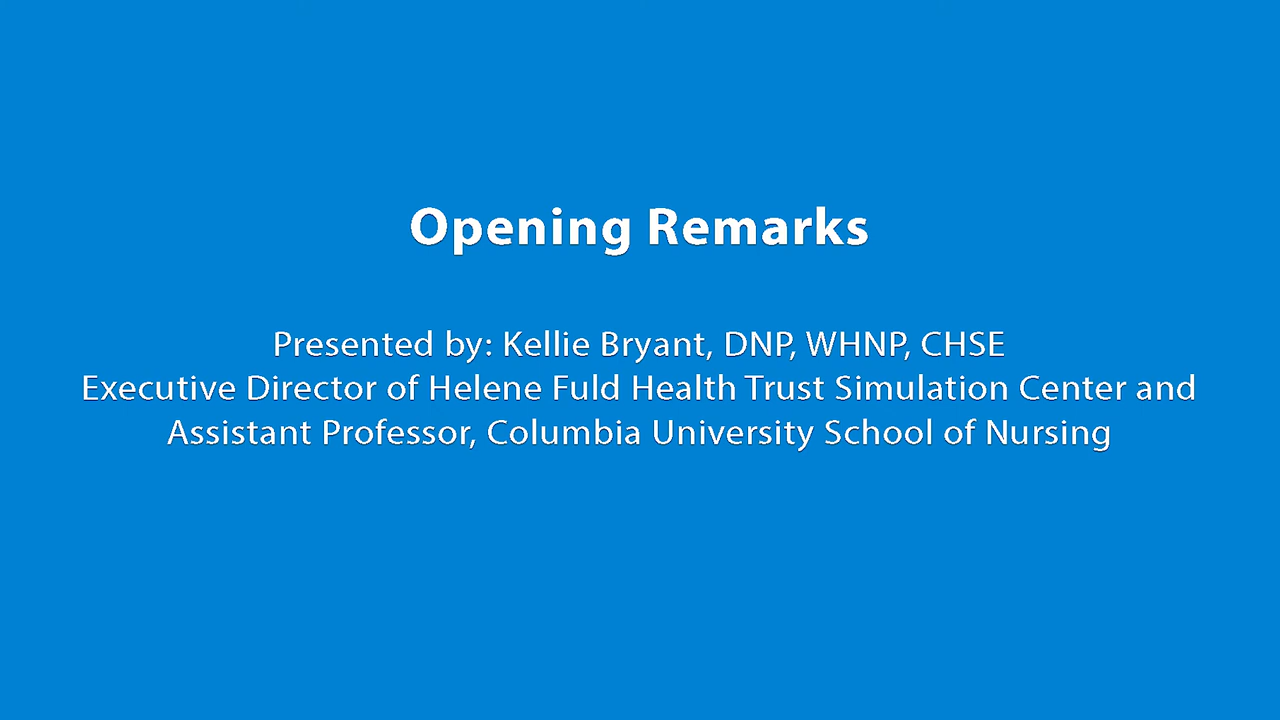 Opening Remarks
Presented by: Kellie Bryant, DNP, WHNP, CHSE
Executive Director of Helene Fuld Health Trust Simulation Center and
Assistant Professor, Columbia University School of Nursing